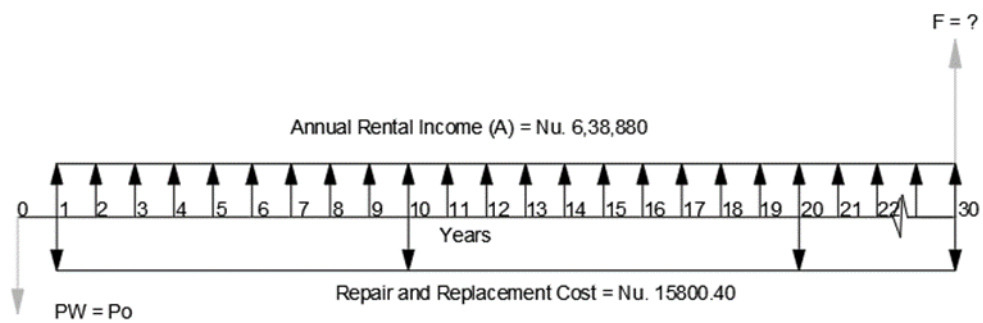 F = ?
Annual Rental Income (A) = Nu. 6,38,880
0 1 2 3 4 5 6 7 8 9 10 11 12 13 14 15 16 17 18 19 20 21 22 30
Years
Repair and Replacement Cost = Nu. 15800.40
PW = Po